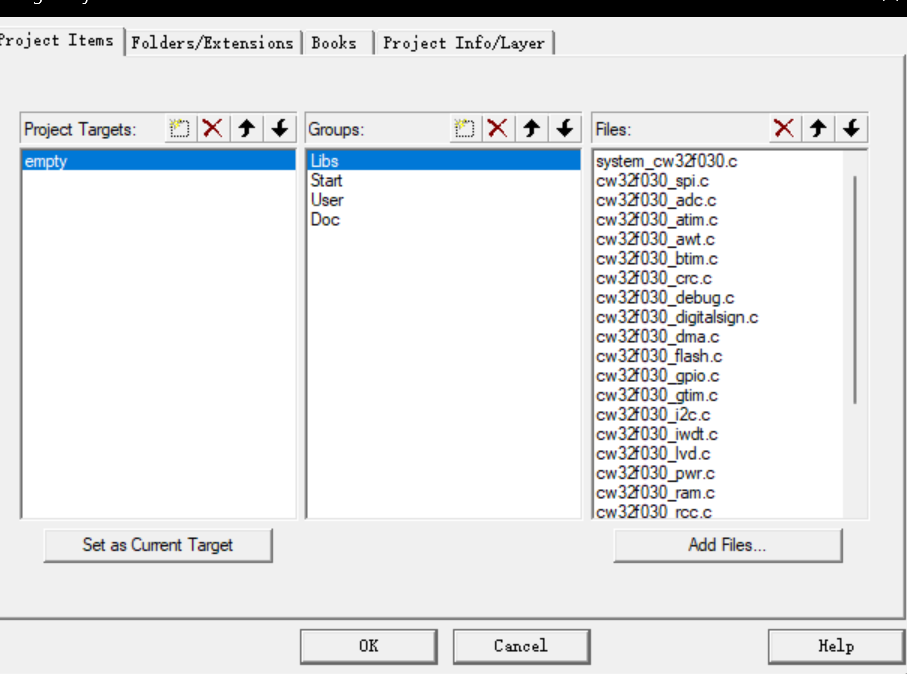 Project Items Folders/Extensions Books Project Info/Layer
Project Targets:
empty
Set as Current Target
Groups:
Libs
Start
User
Doc
Files:
system_cw32f030.c
cw32f030_spi.c
cw32f030_adc.c
cw32f030_atim.c
cw32f030_awt.c
cw32f030_btim.c
cw32f030_crc.c
cw32f030_debug.c
cw32f030_digitalsign.c
cw32f030_dma.c
cw32f030_flash.c
cw32f030_gpio.c
cw32f030_gtim.c
cw32f030_i2c.c
cw32f030_iwdt.c
cw32f030_lvd.c
cw32f030_pwr.c
cw32f030_ram.c
cw32f030_rcc.c
Add Files...
OK Cancel Help